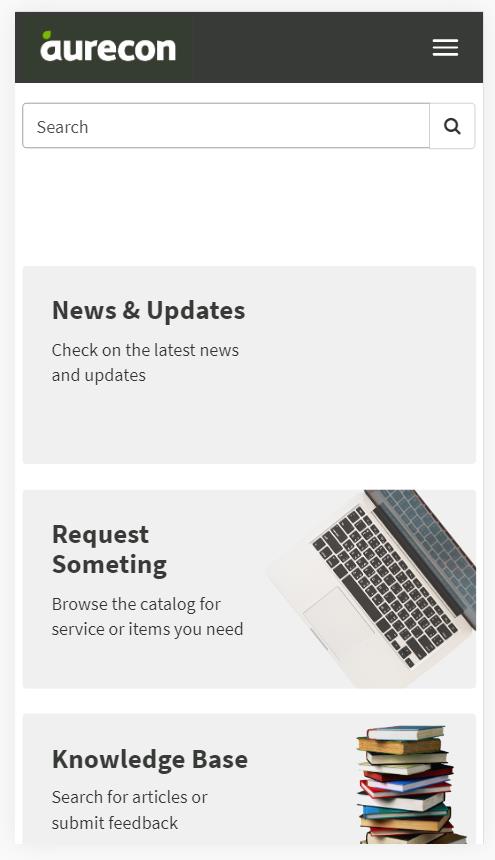 aurecon
Search
News & Updates
Check on the latest news
and updates
Request
Someting
Browse the catalog for
service or items you need
Knowledge Base
Search for articles or
submit feedback